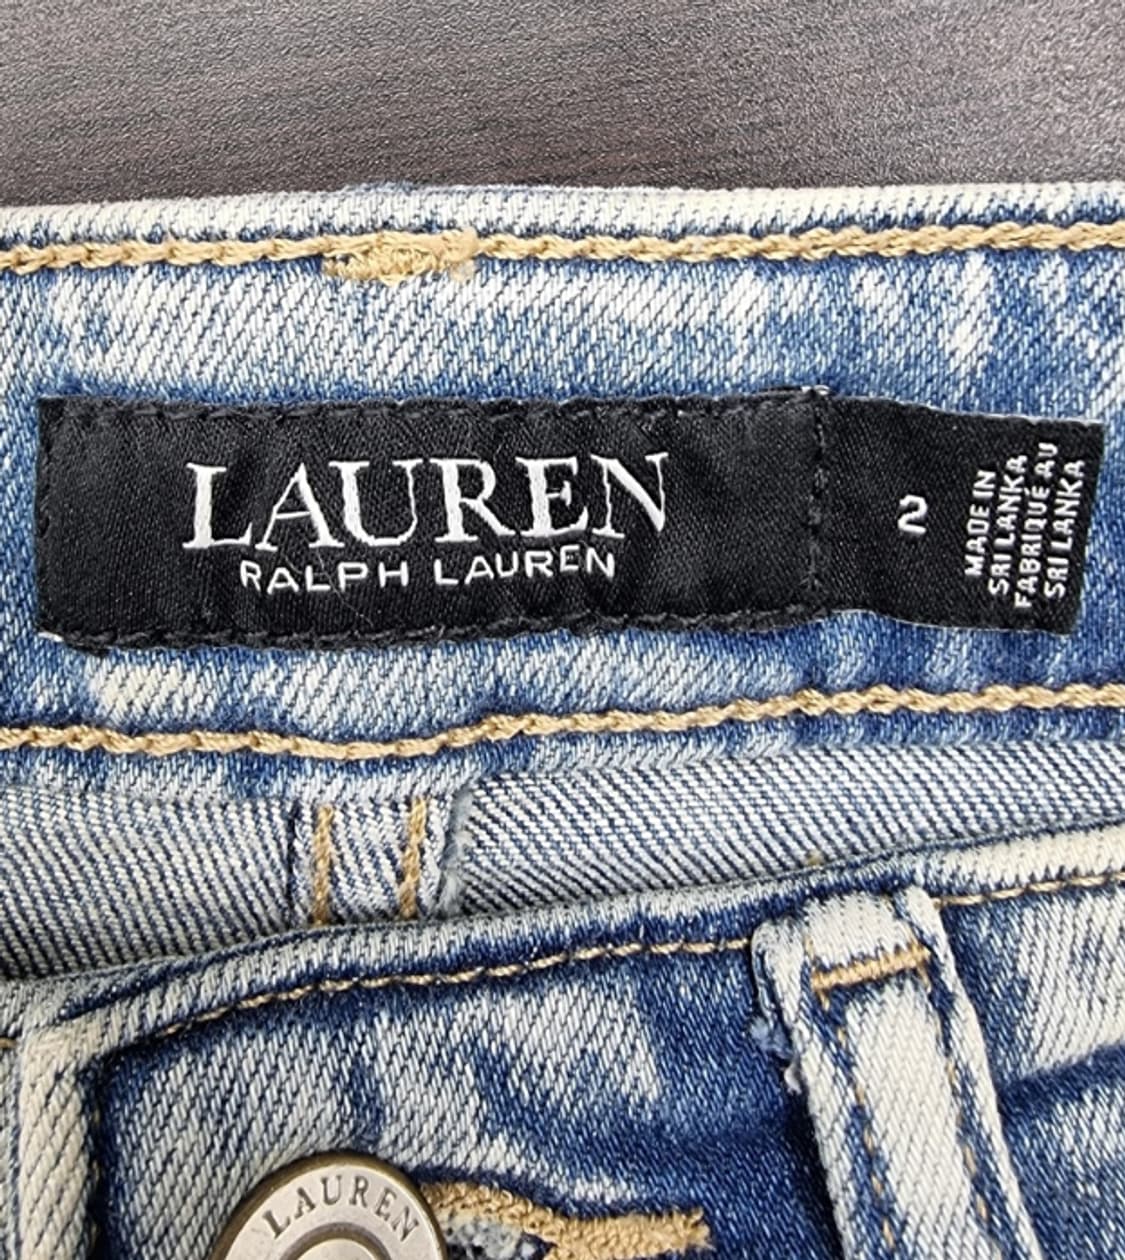 LAUREN
RALPH LAUREN
2
MADE IN
SRI LANKA
FABRIQUÉ AU
SRI LANKA
LAUREN